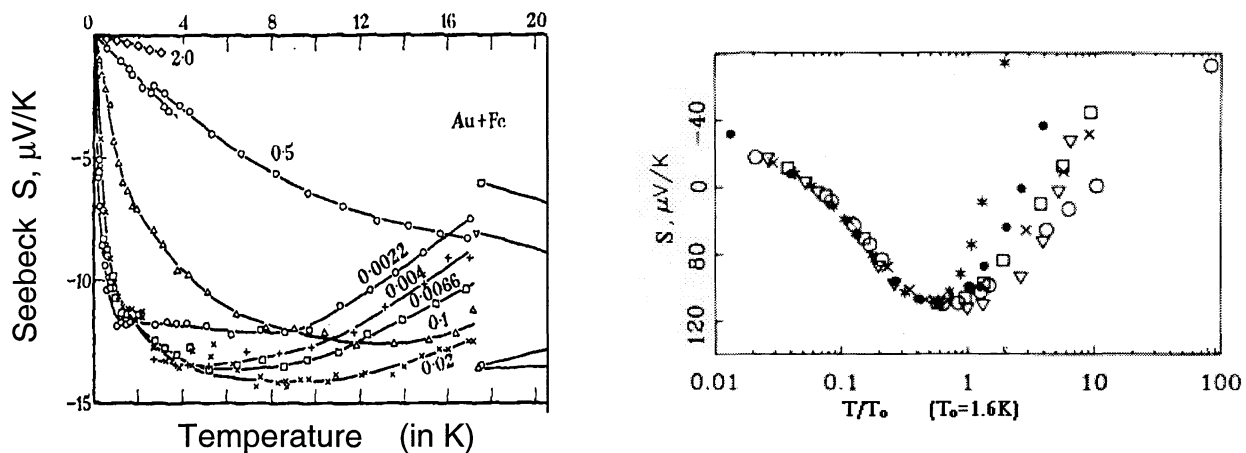 0 4 8 12 16 20
2·0
Au+Fe
0·5
-5
0·0022
0·004
0·0066
-10
0·1
0·02
-15
Seebeck S, μV/K
Temperature (in K)
-40
0
80
120
S, μV/K
0.01 0.1 1 10 100
T/T₀ (T₀=1.6K)